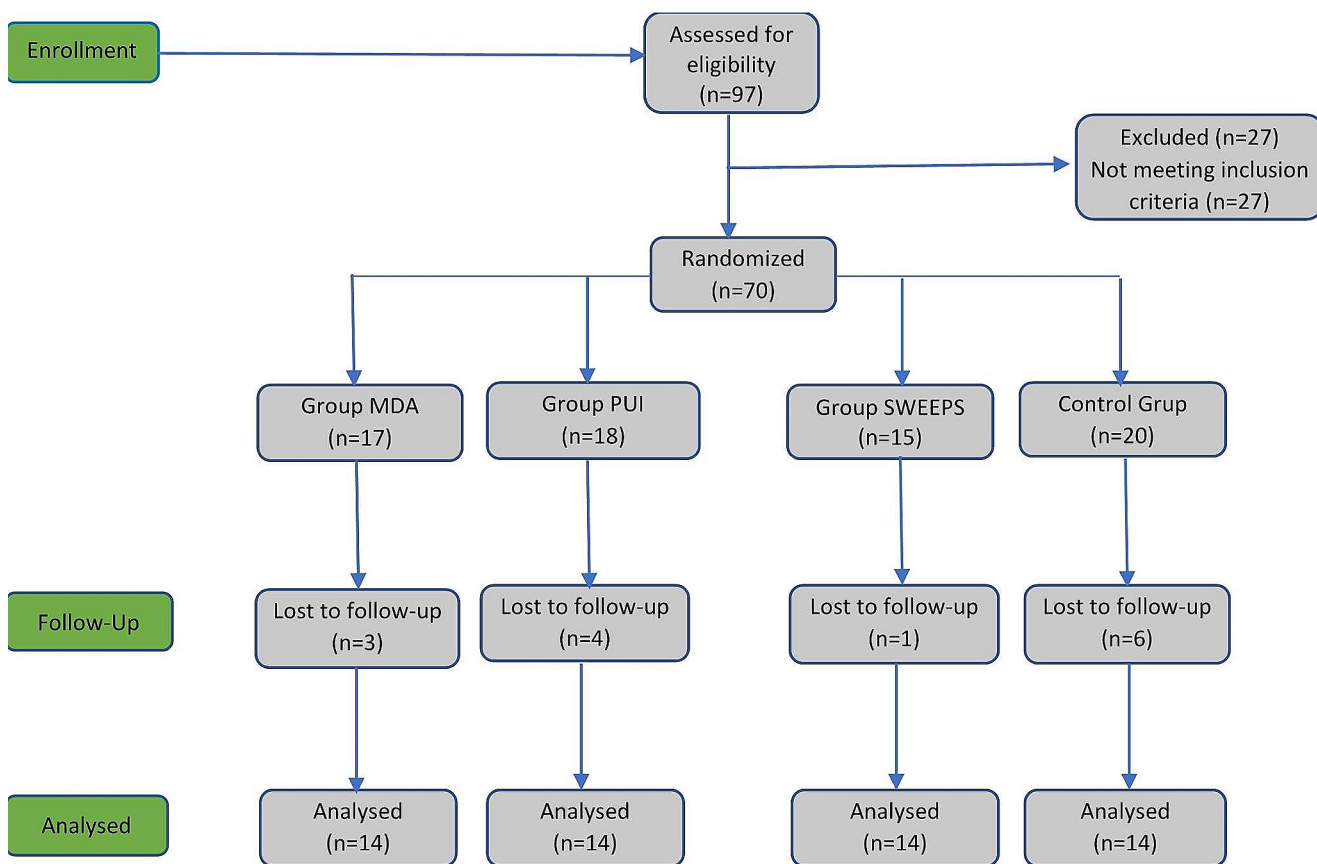 Enrollment
Assessed for
eligibility
(n=97)
Excluded (n=27)
Not meeting inclusion
criteria (n=27)
Randomized
(n=70)
Group MDA
(n=17)
Group PUI
(n=18)
Group SWEEPS
(n=15)
Control Grup
(n=20)
Follow-Up
Lost to follow-up
(n=3)
Lost to follow-up
(n=4)
Lost to follow-up
(n=1)
Lost to follow-up
(n=6)
Analysed
Analysed
(n=14)
Analysed
(n=14)
Analysed
(n=14)
Analysed
(n=14)